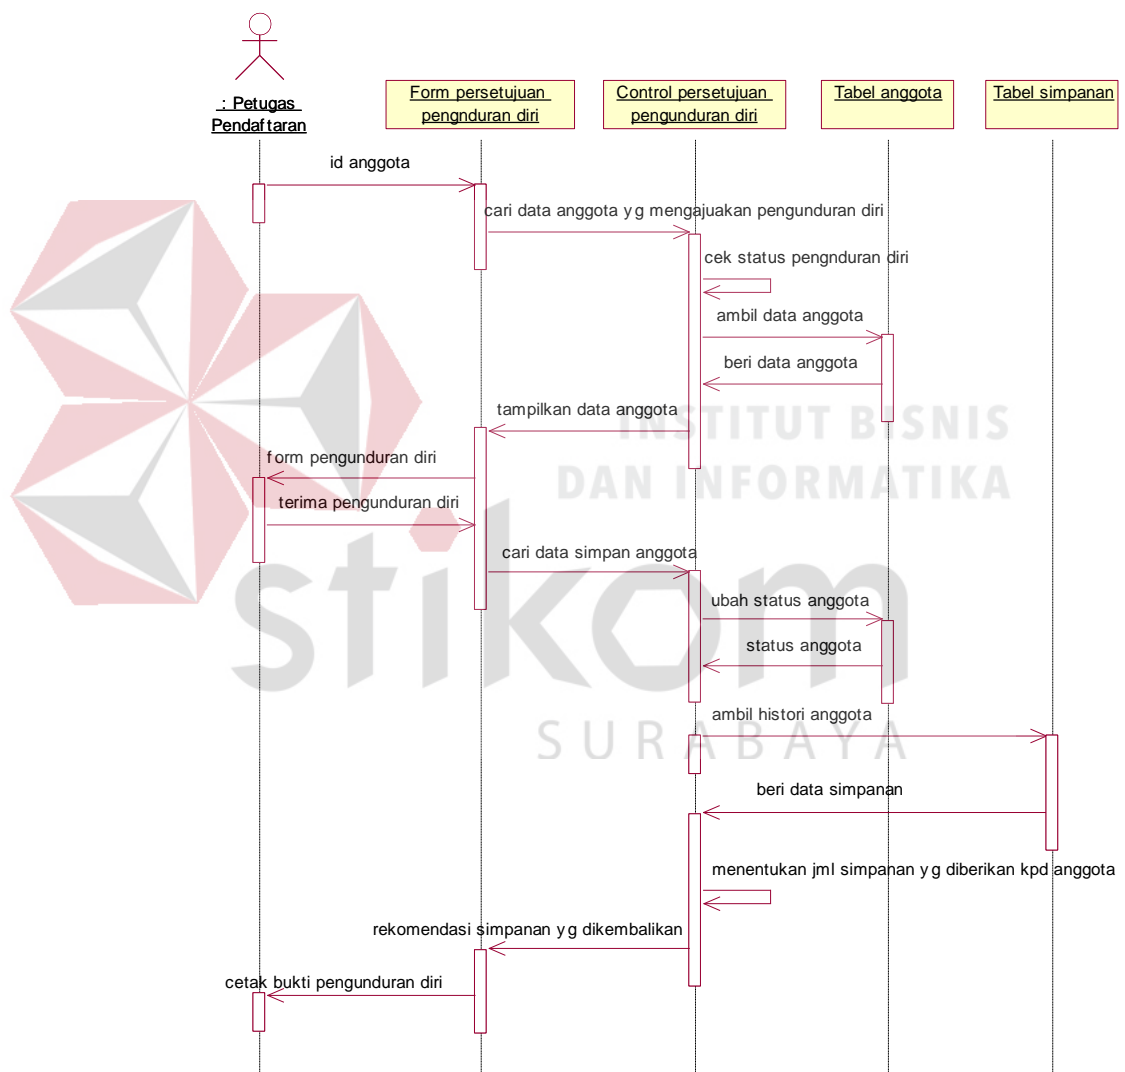 : Petugas
Pendaftaran
Form persetujuan
pengnduran diri
Control persetujuan
pengunduran diri
Tabel anggota
Tabel simpanan
id anggota
cari data anggota yg mengajuakan pengunduran diri
cek status pengnduran diri
ambil data anggota
beri data anggota
tampilkan data anggota
INSTITUT BISNIS
DAN INFORMATIKA
form pengunduran diri
terima pengunduran diri
cari data simpan anggota
stikom
ubah status anggota
status anggota
ambil histori anggota
SURABAYA
beri data simpanan
menentukan jml simpanan yg diberikan kpd anggota
rekomendasi simpanan yg dikembalikan
cetak bukti pengunduran diri